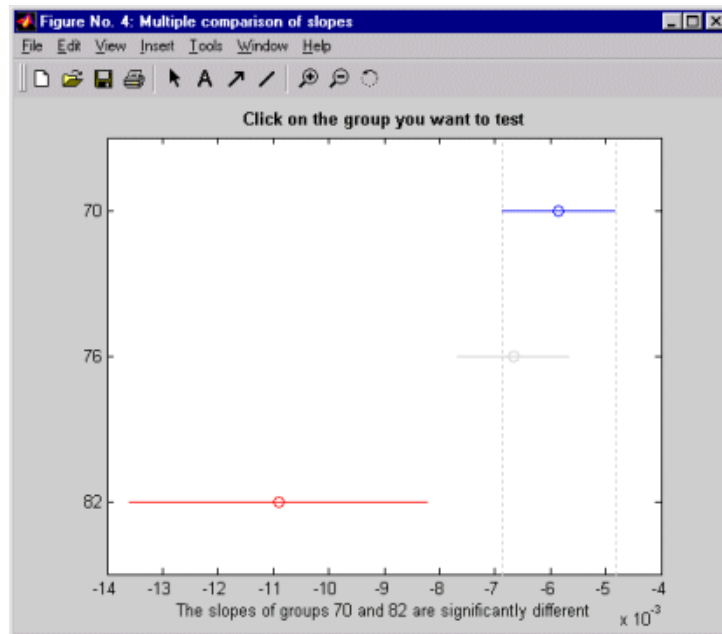 Figure No. 4: Multiple comparison of slopes
File Edit View Insert Tools Window Help
A
Click on the group you want to test
70
76
82
-14 -13 -12 -11 -10 -9 -8 -7 -6 -5 -4
The slopes of groups 70 and 82 are significantly different
x 10^-3